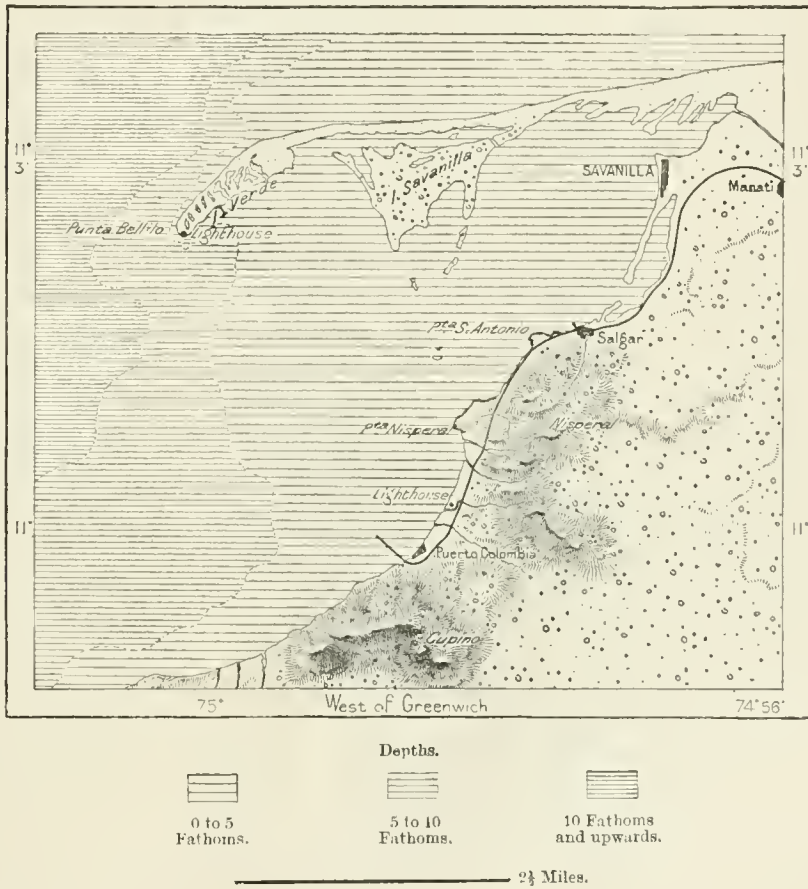 11°
3'
11°
3'
SAVANILLA
Manati
I. Savanilla
I. Verde
Punta Bellilo
Lighthouse
Pta S. Antonio
Salgar
Pta Nispera
Nispera
Lighthouse
11°
11°
Puerto Colombia
Cupino
75°
West of Greenwich
74°56'
Depths.
0 to 5
Fathoms.
5 to 10
Fathoms.
10 Fathoms
and upwards.
2½ Miles.